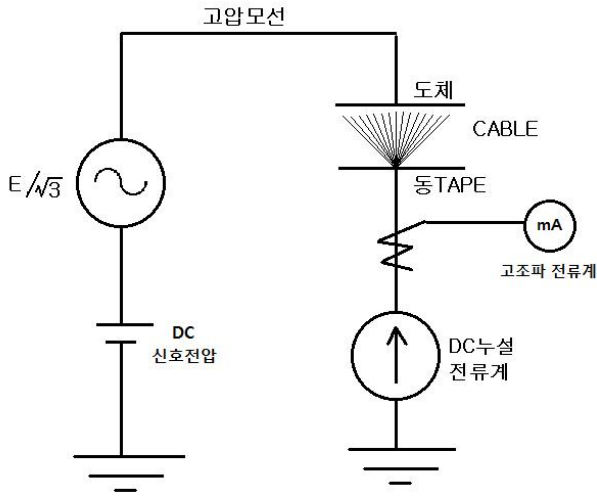 고압모선
도체
CABLE
동TAPE
E/√3
mA
고조파 전류계
DC
신호전압
DC누설
전류계